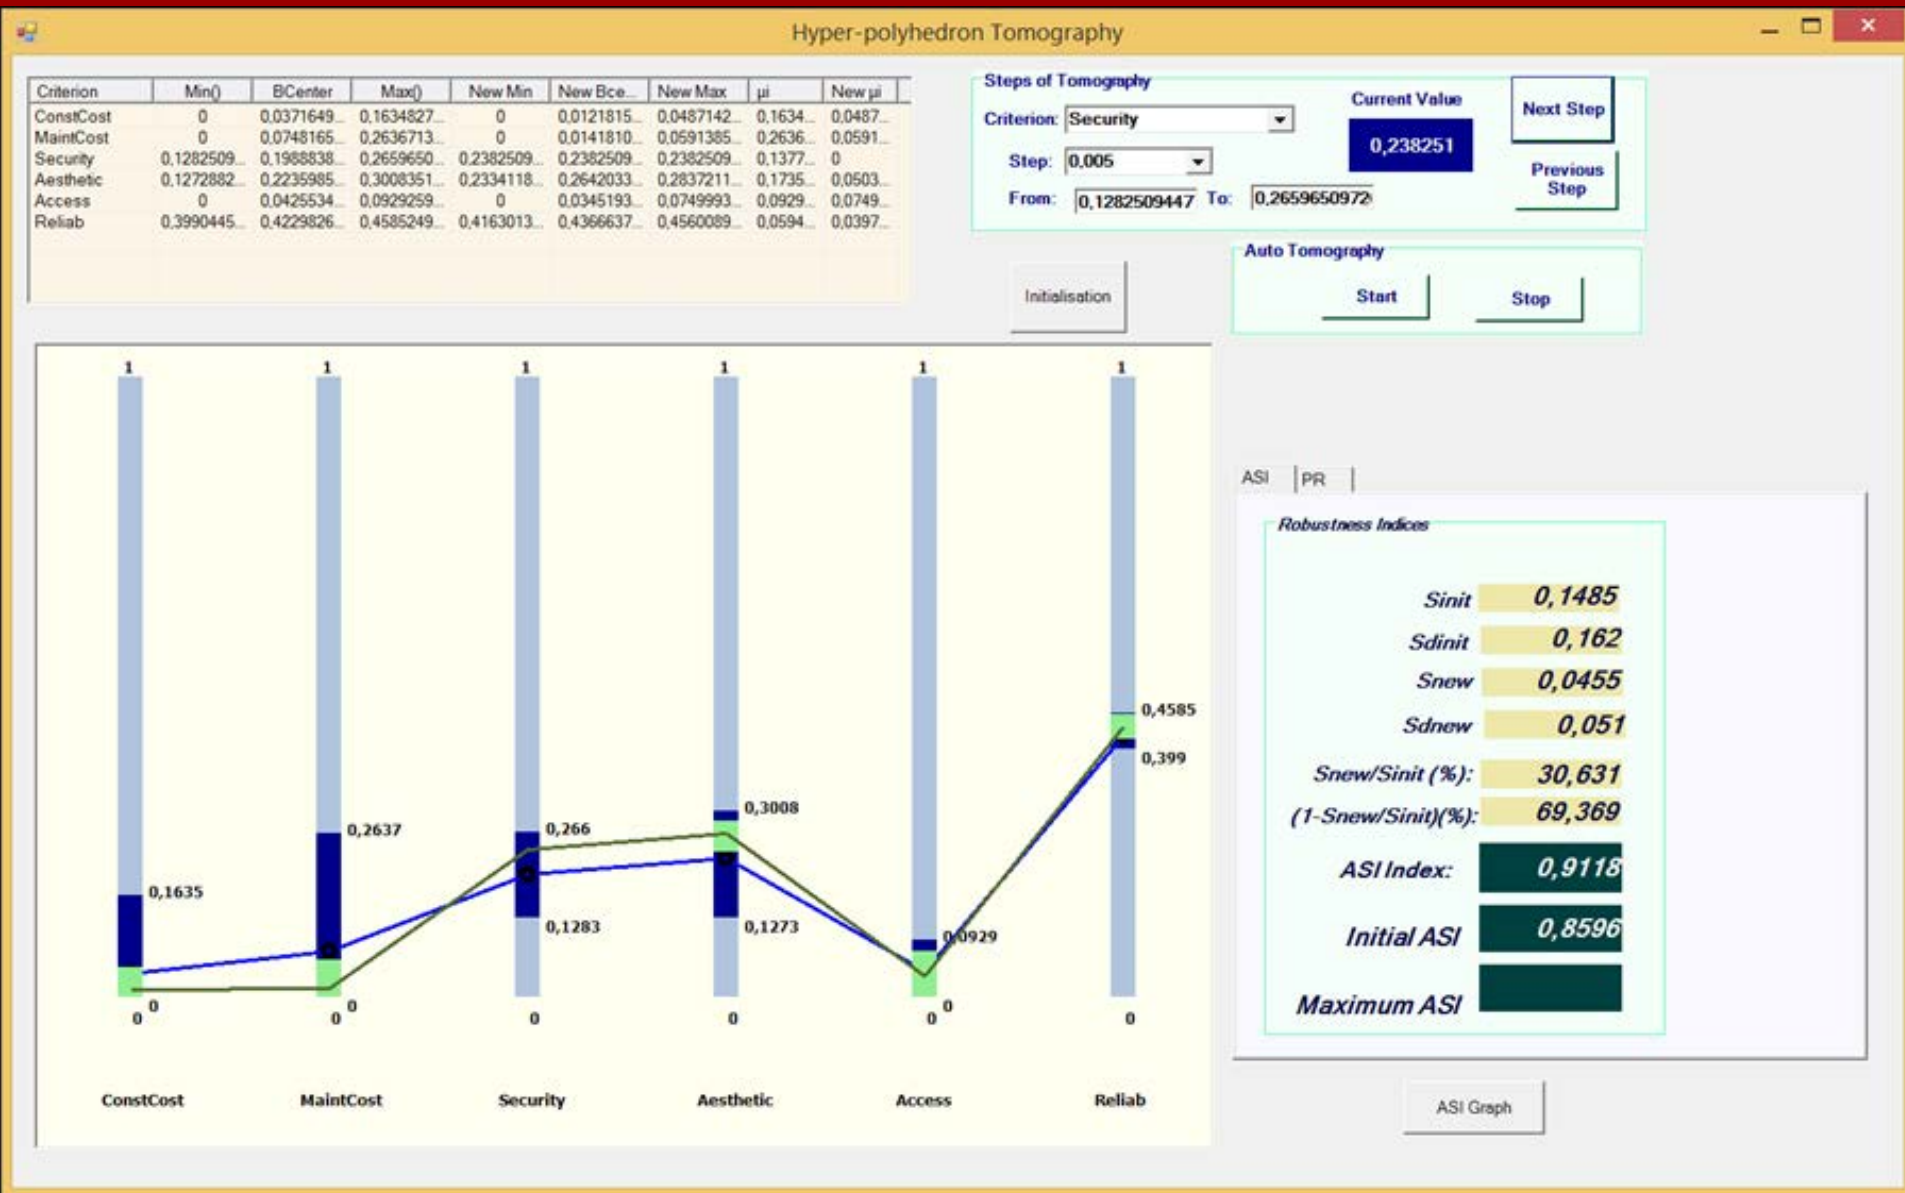 Hyper-polyhedron Tomography
Criterion Min() BCenter Max() New Min New Bce... New Max µi New µi
ConstCost 0 0,0371649... 0,1634827... 0 0,0121815... 0,0487142... 0,1634... 0,0487...
MaintCost 0 0,0748165... 0,2636713... 0 0,0141810... 0,0591385... 0,2636... 0,0591...
Security 0,1282509... 0,1988838... 0,2659650... 0,2382509... 0,2382509... 0,2382509... 0,1377... 0
Aesthetic 0,1272882... 0,2235985... 0,3008351... 0,2334118... 0,2642033... 0,2837211... 0,1735... 0,0503...
Access 0 0,0425534... 0,0929259... 0 0,0345193... 0,0749993... 0,0929... 0,0749...
Reliab 0,3990445... 0,4229826... 0,4585249... 0,4163013... 0,4366637... 0,4560089... 0,0594... 0,0397...
Steps of Tomography
Criterion: Security
Step: 0,005
From: 0,1282509447 To: 0,2659650972
Current Value
0,238251
Next Step
Previous
Step
Initialisation
Auto Tomography
Start Stop
1 1 1 1 1 1
0,4585
0,399
0,3008
0,2637 0,266
0,1635
0,1283 0,1273 0,0929
0 0 0
0 0 0 0 0 0
ConstCost MaintCost Security Aesthetic Access Reliab
ASI PR
Robustness Indices
Sinit 0,1485
Sdinit 0,162
Snew 0,0455
Sdnew 0,051
Snew/Sinit (%): 30,631
(1-Snew/Sinit)(%): 69,369
ASI Index: 0,9118
Initial ASI 0,8596
Maximum ASI
ASI Graph